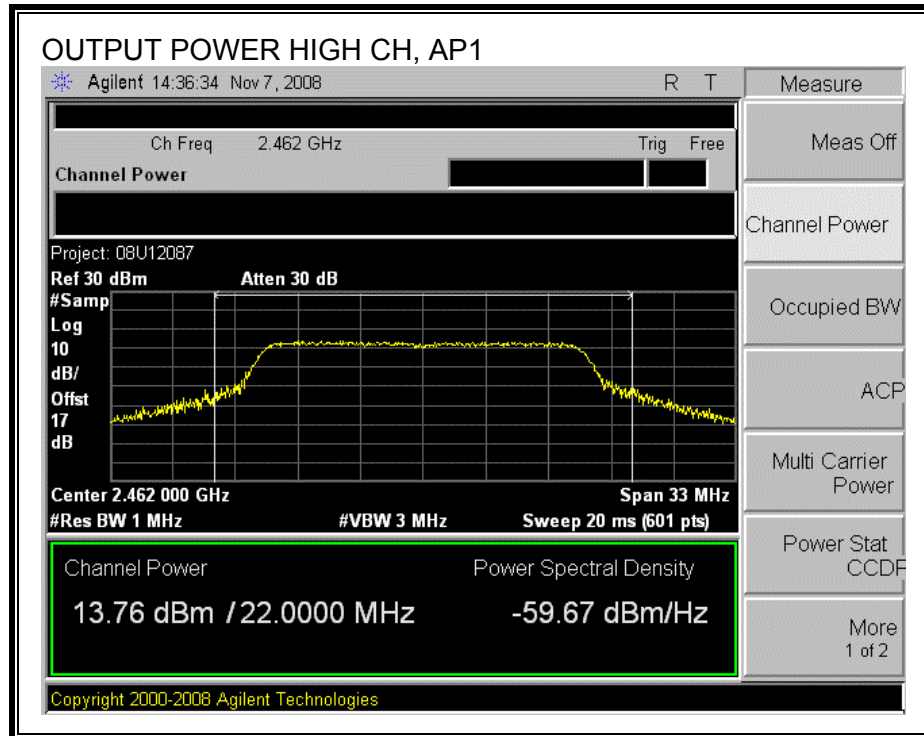 OUTPUT POWER HIGH CH, AP1
Agilent 14:36:34 Nov 7, 2008 R T
Measure
Ch Freq 2.462 GHz Trig Free
Channel Power
Meas Off
Channel Power
Project: 08U12087
Ref 30 dBm Atten 30 dB
#Samp
Log
10
dB/
Offst
17
dB
Occupied BW
ACP
Multi Carrier
Power
Center 2.462 000 GHz Span 33 MHz
#Res BW 1 MHz #VBW 3 MHz Sweep 20 ms (601 pts)
Power Stat
CCDF
Channel Power Power Spectral Density
13.76 dBm / 22.0000 MHz -59.67 dBm/Hz
More
1 of 2
Copyright 2000-2008 Agilent Technologies